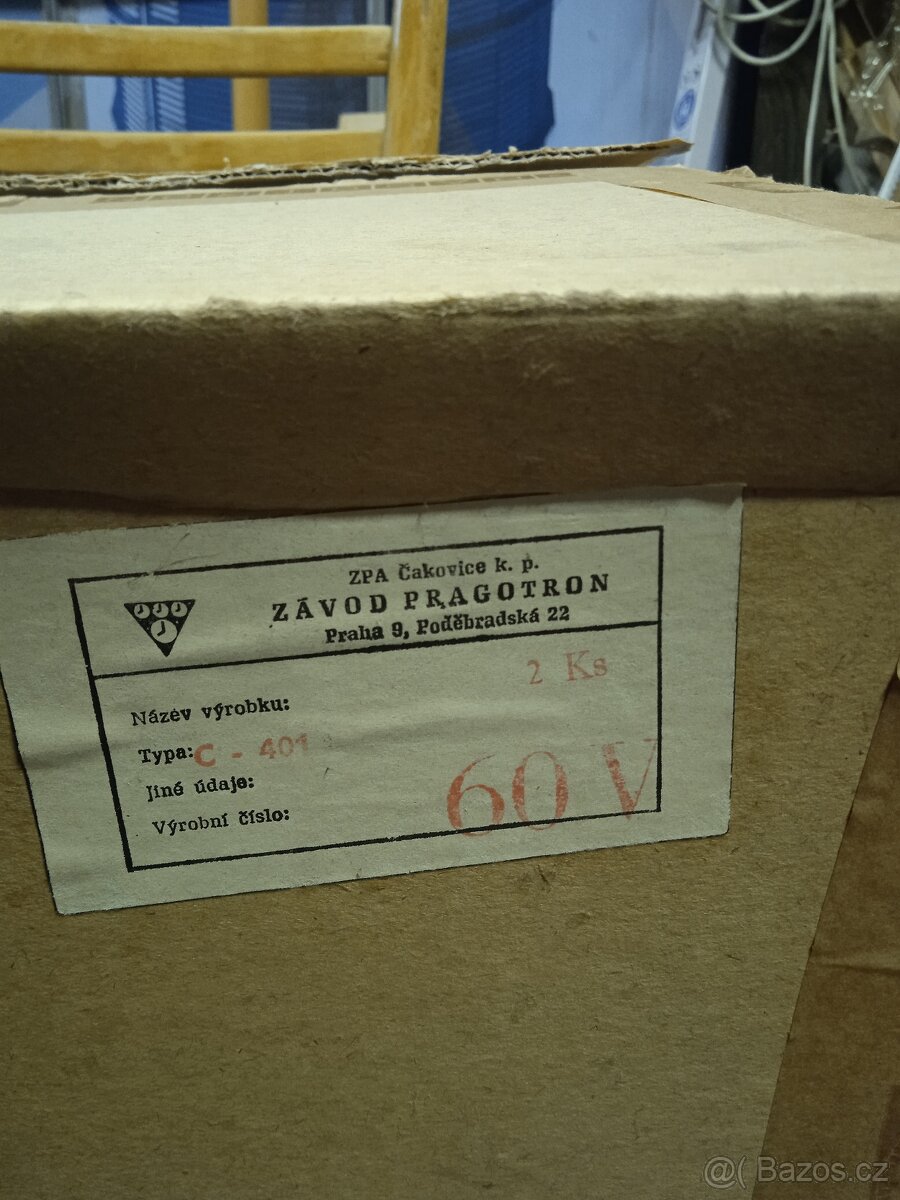 ZPA Čakovice k. p.
ZÁVOD PRAGOTRON
Praha 9, Poděbradská 22
2 Ks
Název výrobku:
Typa: C - 401
Jiné údaje:
60 V
Výrobní číslo:
@( Bazos.cz